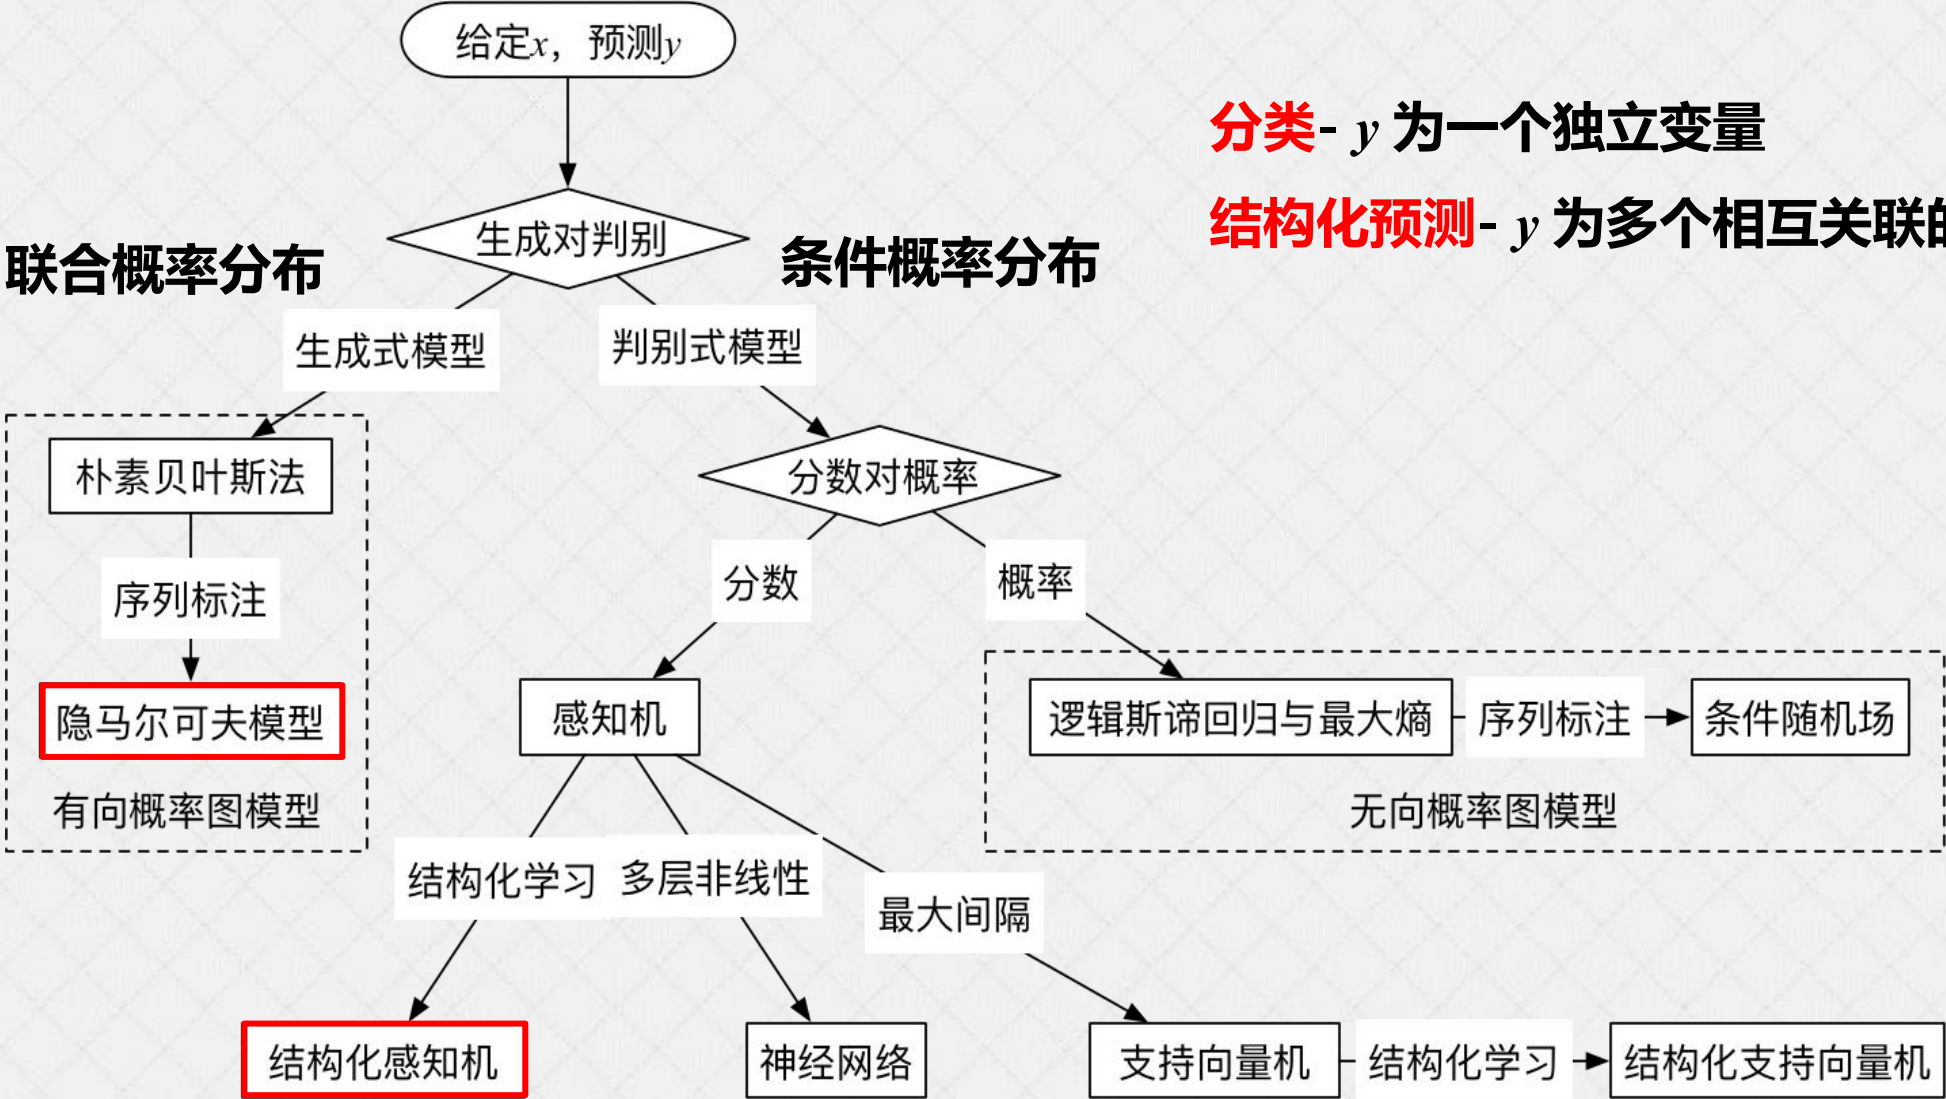 给定x，预测y
分类- y 为一个独立变量
结构化预测- y 为多个相互关联的
生成对判别
联合概率分布
条件概率分布
生成式模型
判别式模型
朴素贝叶斯法
分数对概率
序列标注
分数
概率
隐马尔可夫模型
感知机
逻辑斯谛回归与最大熵
序列标注
条件随机场
有向概率图模型
无向概率图模型
结构化学习
多层非线性
最大间隔
结构化感知机
神经网络
支持向量机
结构化学习
结构化支持向量机